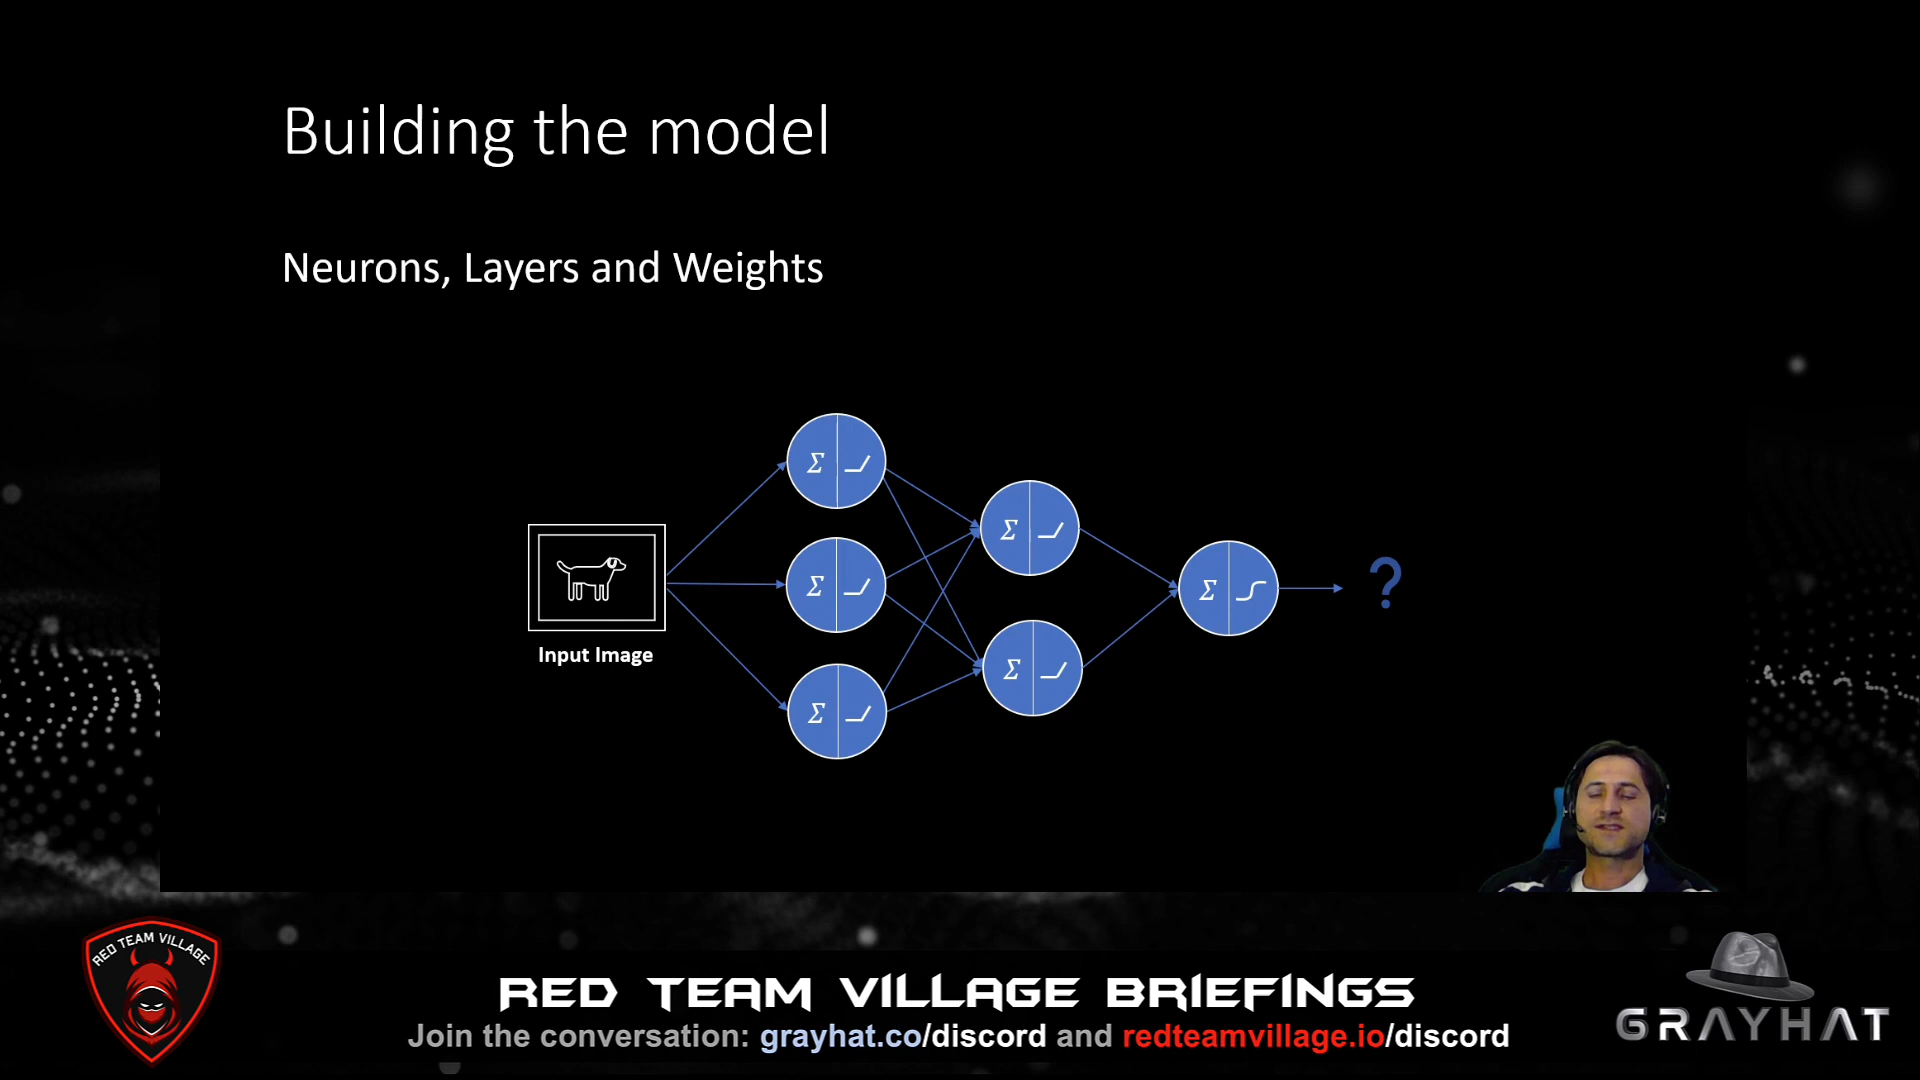 Building the model
Neurons, Layers and Weights
Σ
Σ
Σ
Σ
Σ
Σ
?
Input Image
RED TEAM VILLAGE
RED TEAM VILLAGE BRIEFINGS
Join the conversation: grayhat.co/discord and redteamvillage.io/discord
GRAYHAT